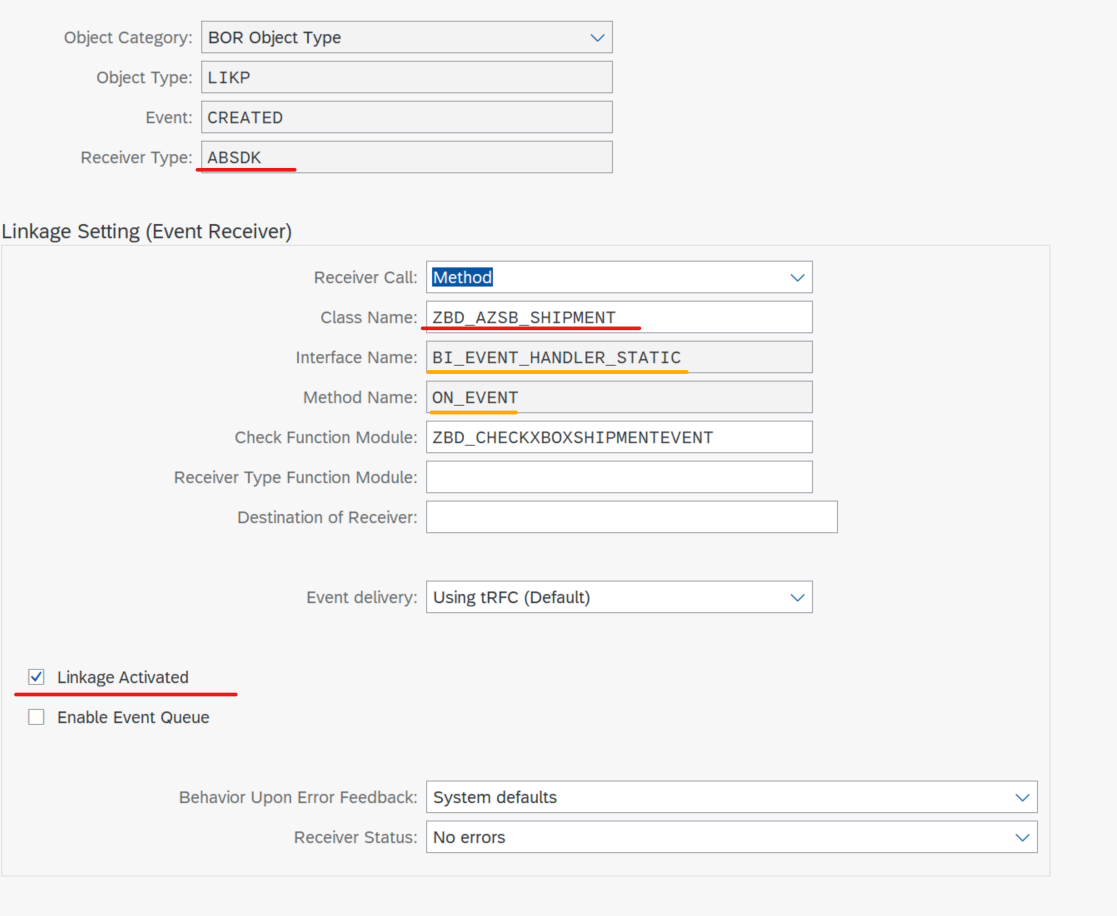 Object Category: BOR Object Type
Object Type: LIKP
Event: CREATED
Receiver Type: ABSDK
Linkage Setting (Event Receiver)
Receiver Call: Method
Class Name: ZBD_AZSB_SHIPMENT
Interface Name: BI_EVENT_HANDLER_STATIC
Method Name: ON_EVENT
Check Function Module: ZBD_CHECKXBOXSHIPMENTEVENT
Receiver Type Function Module:
Destination of Receiver:
Event delivery: Using tRFC (Default)
Linkage Activated
Enable Event Queue
Behavior Upon Error Feedback: System defaults
Receiver Status: No errors